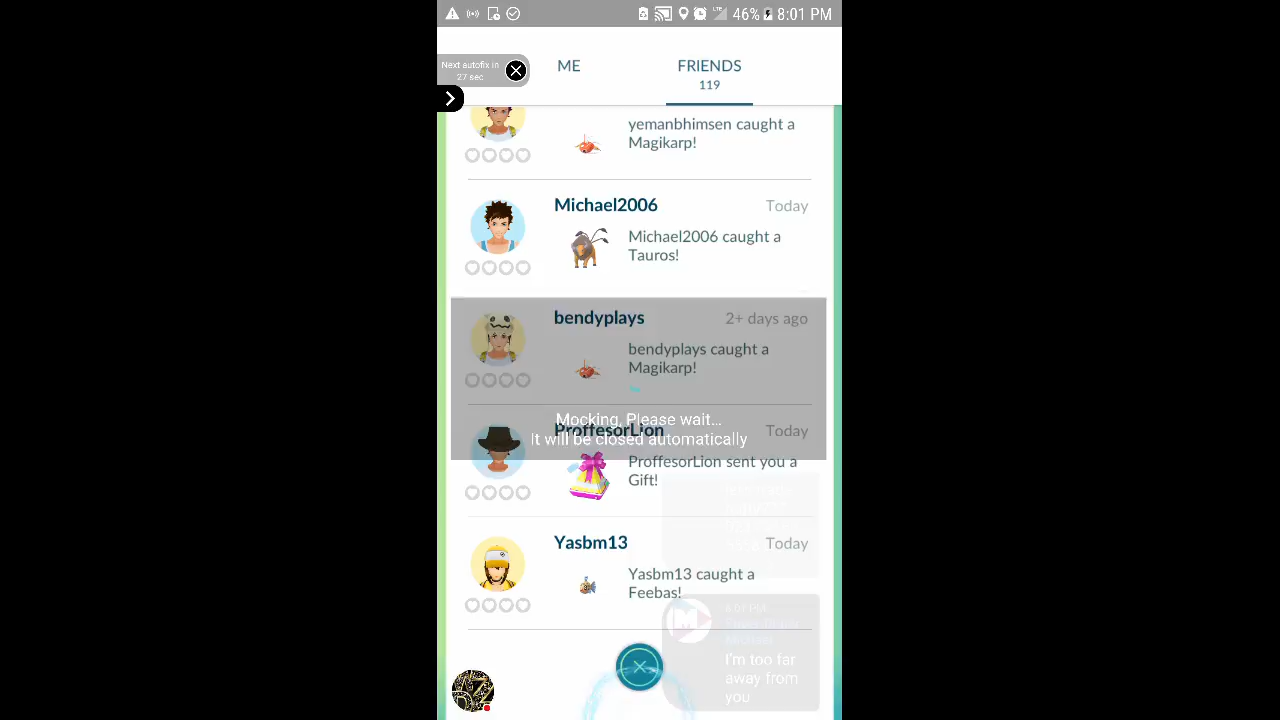 LTE 46% 8:01 PM
Next autofix in
27 sec
ME
FRIENDS
119
yemanbhimsen caught a
Magikarp!
Michael2006
Today
Michael2006 caught a
Tauros!
bendyplays
2+ days ago
bendyplays caught a
Magikarp!
Mocking, Please wait...
It will be closed automatically
ProffesorLion
Today
ProffesorLion sent you a
Gift!
Yasbm13
Today
Yasbm13 caught a
Feebas!
I'm too far
away from
you